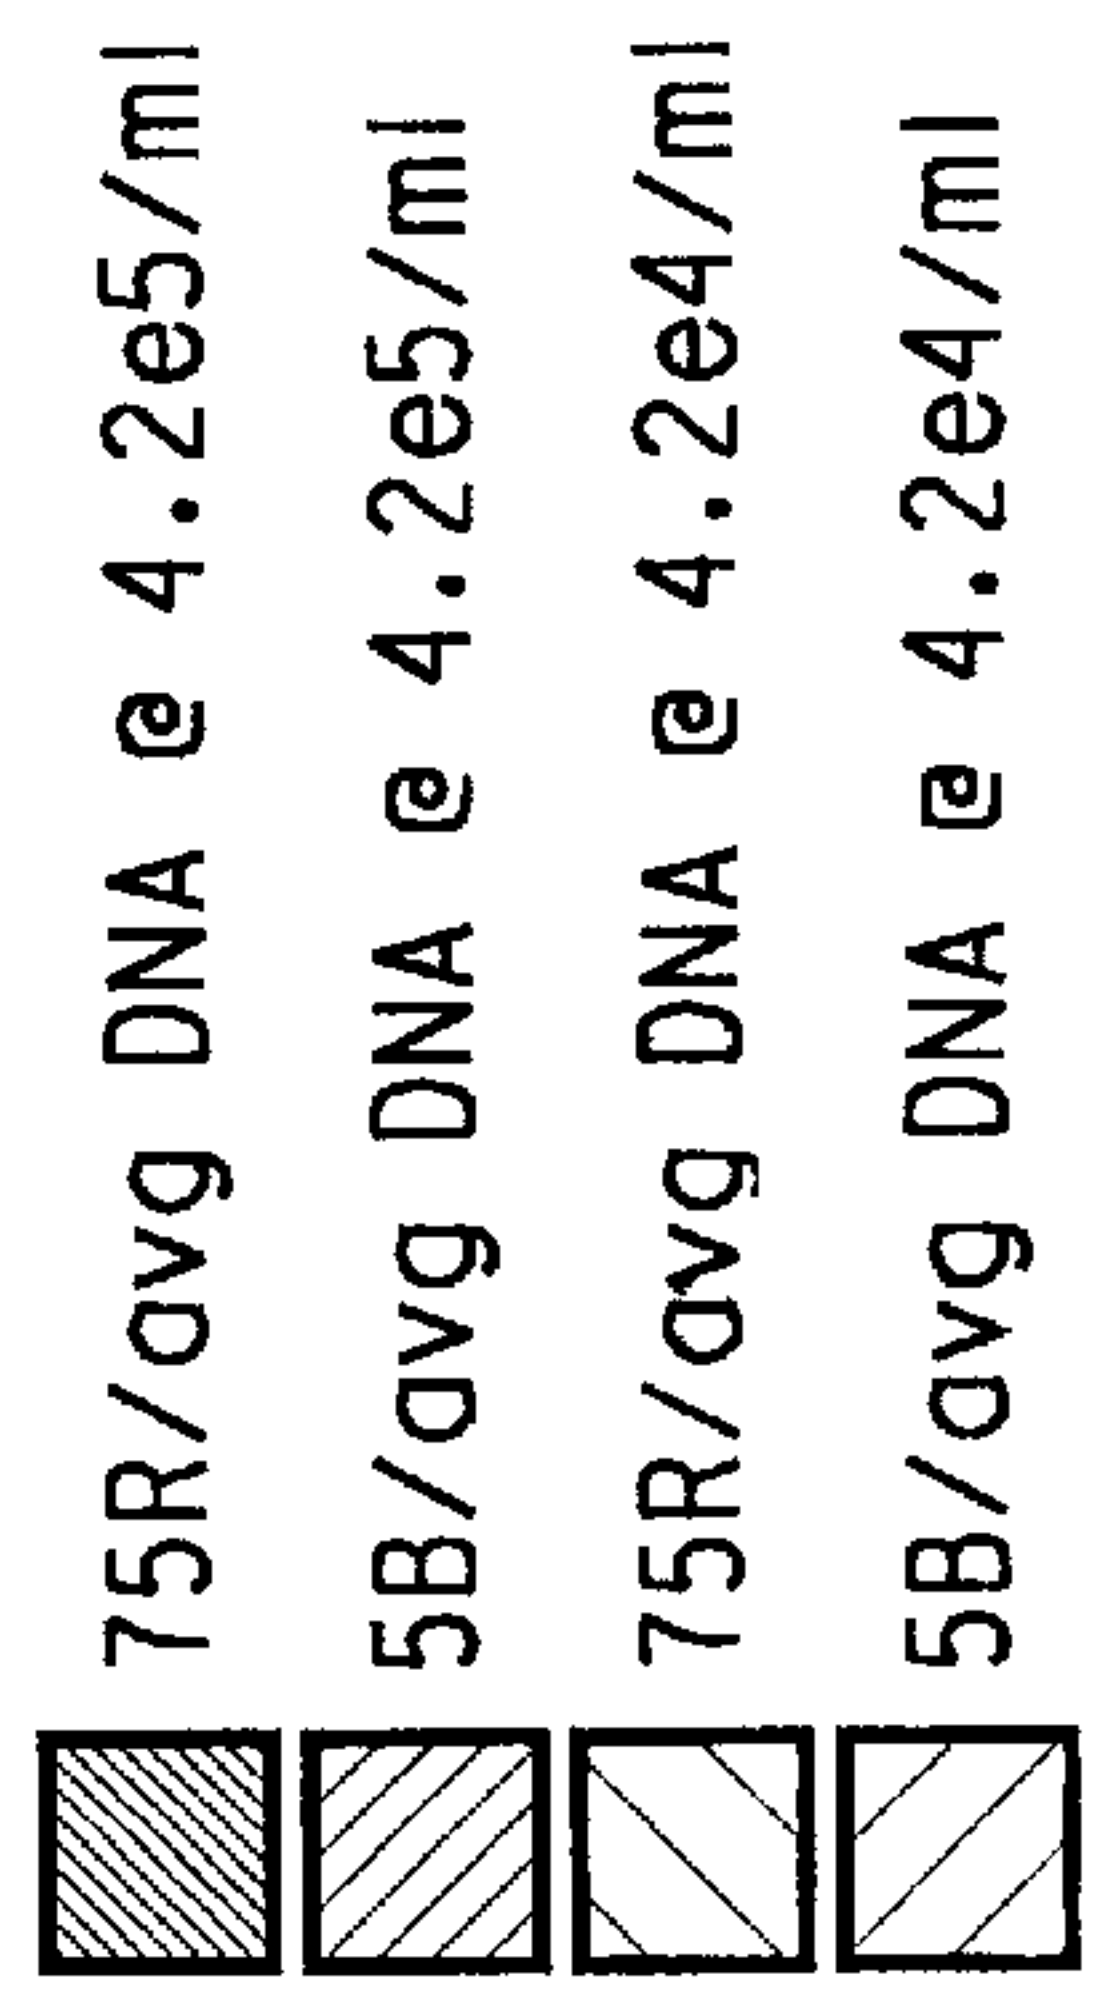 75R/avg DNA @ 4.2e5/ml
5B/avg DNA @ 4.2e5/ml
75R/avg DNA @ 4.2e4/ml
5B/avg DNA @ 4.2e4/ml